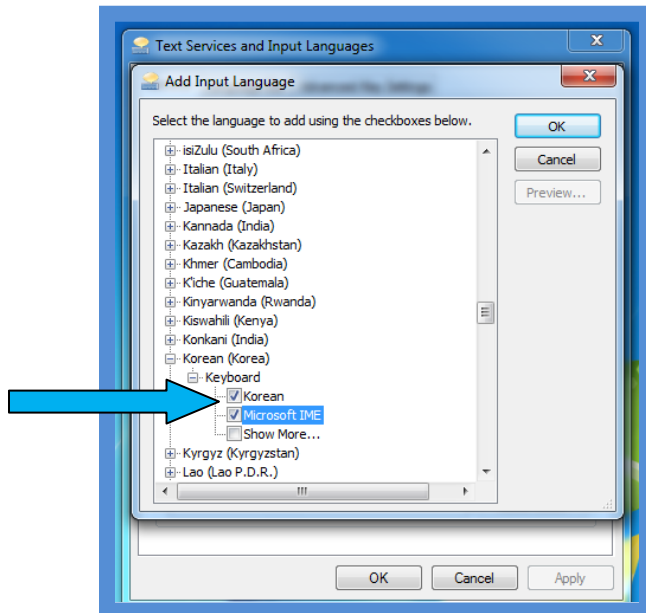 Text Services and Input Languages
Add Input Language
Select the language to add using the checkboxes below.
OK
Cancel
Preview...
isiZulu (South Africa)
Italian (Italy)
Italian (Switzerland)
Japanese (Japan)
Kannada (India)
Kazakh (Kazakhstan)
Khmer (Cambodia)
K'iche (Guatemala)
Kinyarwanda (Rwanda)
Kiswahili (Kenya)
Konkani (India)
Korean (Korea)
Keyboard
Korean
Microsoft IME
Show More...
Kyrgyz (Kyrgyzstan)
Lao (Lao P.D.R.)
OK
Cancel
Apply